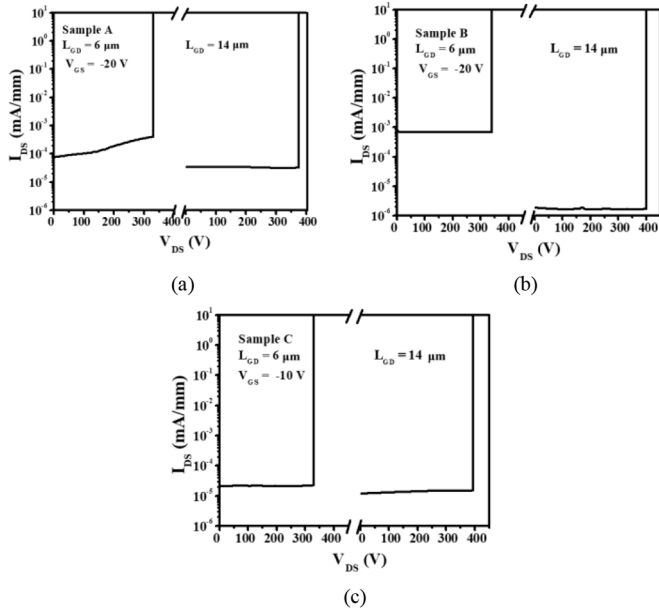 10¹
10⁰
10⁻¹
10⁻²
10⁻³
10⁻⁴
10⁻⁵
10⁻⁶
I_DS (mA/mm)
Sample A
L_GD = 6 µm
V_GS = -20 V
L_GD = 14 µm
0 100 200 300 0 100 200 300 400
V_DS (V)
(a)
10¹
10⁰
10⁻¹
10⁻²
10⁻³
10⁻⁴
10⁻⁵
10⁻⁶
I_DS (mA/mm)
Sample B
L_GD = 6 µm
V_GS = -20 V
L_GD = 14 µm
0 100 200 300 400 0 100 200 300 400
V_DS (V)
(b)
10¹
10⁰
10⁻¹
10⁻²
10⁻³
10⁻⁴
10⁻⁵
10⁻⁶
I_DS (mA/mm)
Sample C
L_GD = 6 µm
V_GS = -10 V
L_GD = 14 µm
0 100 200 300 400 0 100 200 300 400
V_DS (V)
(c)